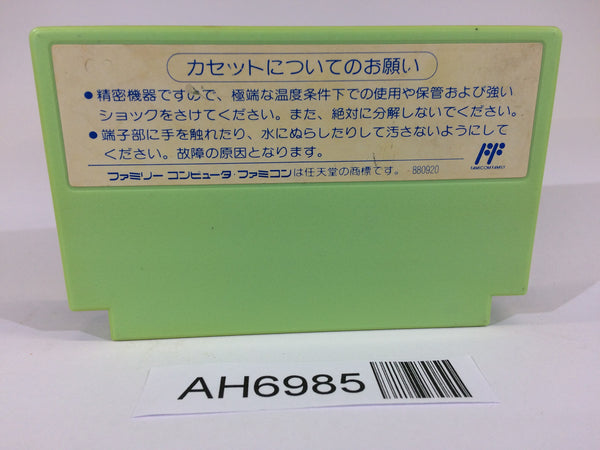 カセットについてのお願い
●精密機器ですので、極端な温度条件下での使用や保管および強い
ショックをさけてください。また、絶対に分解しないでください。
●端子部に手を触れたり、水にぬらしたりして汚さないようにして
ください。故障の原因となります。
FAMICOM FAMILY
ファミリー コンピュータ・ファミコンは任天堂の商標です。 880920
AH6985